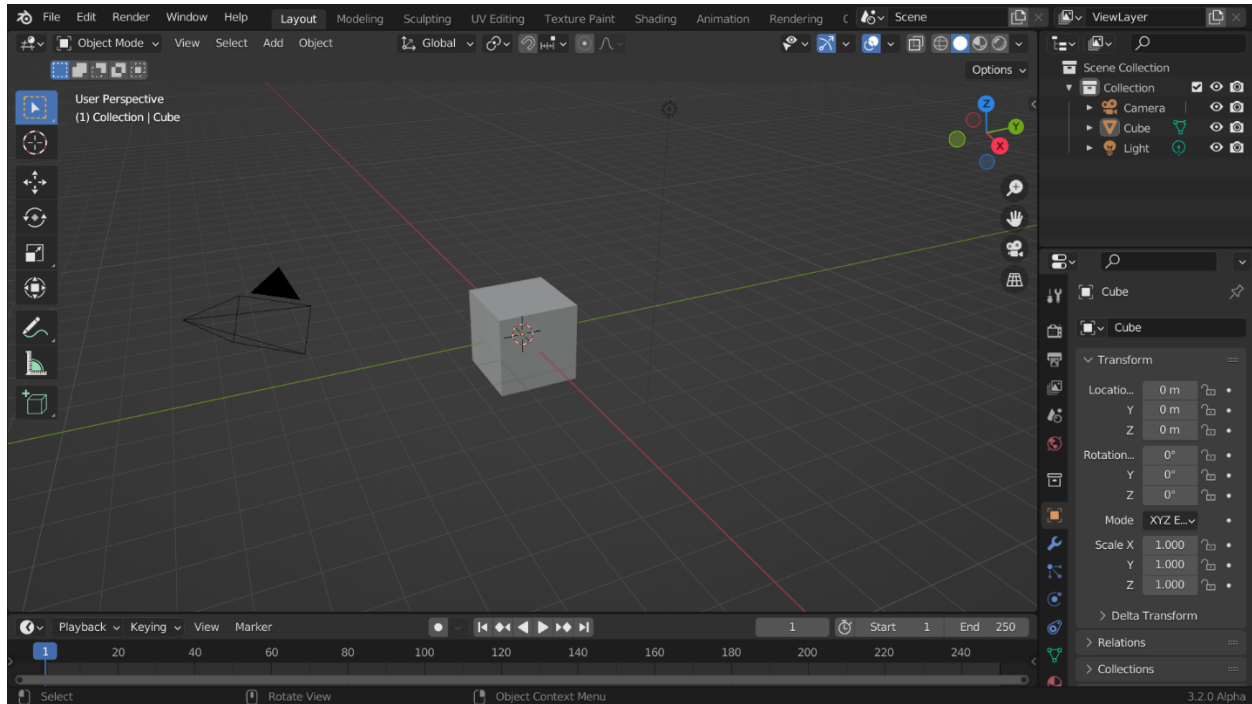 File Edit Render Window Help Layout Modeling Sculpting UV Editing Texture Paint Shading Animation Rendering Scene ViewLayer
Object Mode View Select Add Object Global
Options
User Perspective
(1) Collection | Cube
Z
Y
X
Scene Collection
Collection
Camera
Cube
Light
Cube
Cube
Transform
Locatio... 0 m
Y 0 m
Z 0 m
Rotation... 0°
Y 0°
Z 0°
Mode XYZ E...
Scale X 1.000
Y 1.000
Z 1.000
Delta Transform
Relations
Collections
Playback Keying View Marker 1 Start 1 End 250
1 20 40 60 80 100 120 140 160 180 200 220 240
Select Rotate View Object Context Menu 3.2.0 Alpha